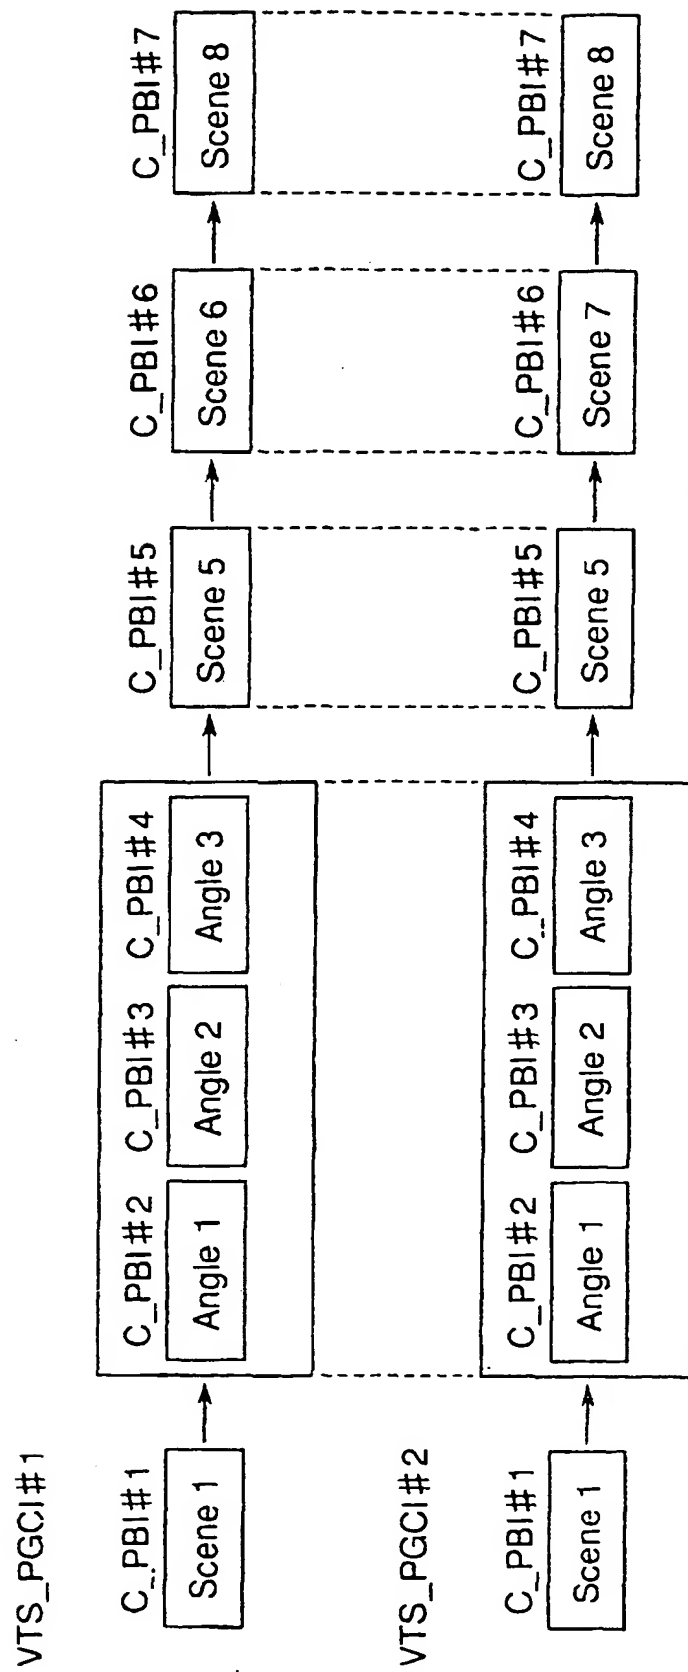 VTS_PGCI#1
C_PBI#1 C_PBI#2 C_PBI#3 C_PBI#4 C_PBI#5 C_PBI#6 C_PBI#7
Scene 1 Angle 1 Angle 2 Angle 3 Scene 5 Scene 6 Scene 8
VTS_PGCI#2
C_PBI#1 C_PBI#2 C_PBI#3 C_PBI#4 C_PBI#5 C_PBI#6 C_PBI#7
Scene 1 Angle 1 Angle 2 Angle 3 Scene 5 Scene 7 Scene 8